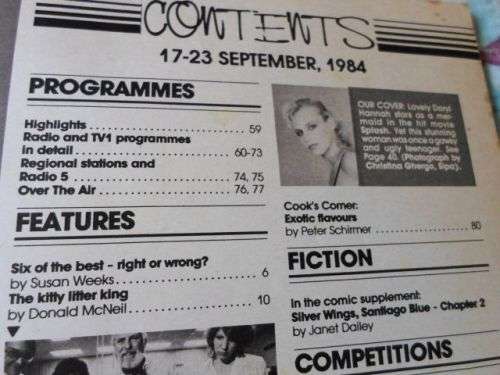 CONTENTS
17-23 SEPTEMBER, 1984
PROGRAMMES
Highlights ........................... 59
Radio and TV1 programmes
in detail ........................... 60-73
Regional stations and
Radio 5 ........................... 74, 75
Over The Air ........................... 76, 77
FEATURES
Six of the best - right or wrong?
by Susan Weeks ........................... 6
The kitty litter king
by Donald McNeil ........................... 10
OUR COVER: Lovely Daryl
Hannah stars as a mer-
maid in the hit movie
Splash. Yet this stunning
woman was once a gawky
and ugly teenager. See
Page 40. (Photograph by
Christina Gherga, Sipa).
Cook's Corner:
Exotic flavours
by Peter Schirmer ........................... 80
FICTION
In the comic supplement:
Silver Wings, Santiago Blue - Chapter 2
by Janet Dailey
COMPETITIONS